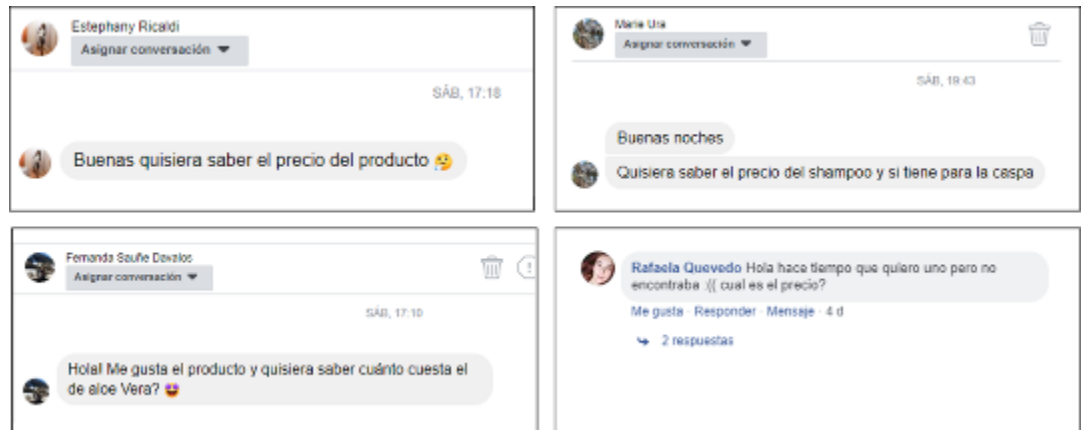 Estephany Ricaldi
Asignar conversación
SÁB, 17:18
Buenas quisiera saber el precio del producto
Marie Ura
Asignar conversación
SÁB, 19:43
Buenas noches
Quisiera saber el precio del shampoo y si tiene para la caspa
Fernanda Sauñe Davalos
Asignar conversación
SÁB, 17:10
Hola! Me gusta el producto y quisiera saber cuánto cuesta el
de aloe Vera?
Rafaela Quevedo Hola hace tiempo que quiero uno pero no
encontraba :(( cual es el precio?
Me gusta · Responder · Mensaje · 4 d
2 respuestas